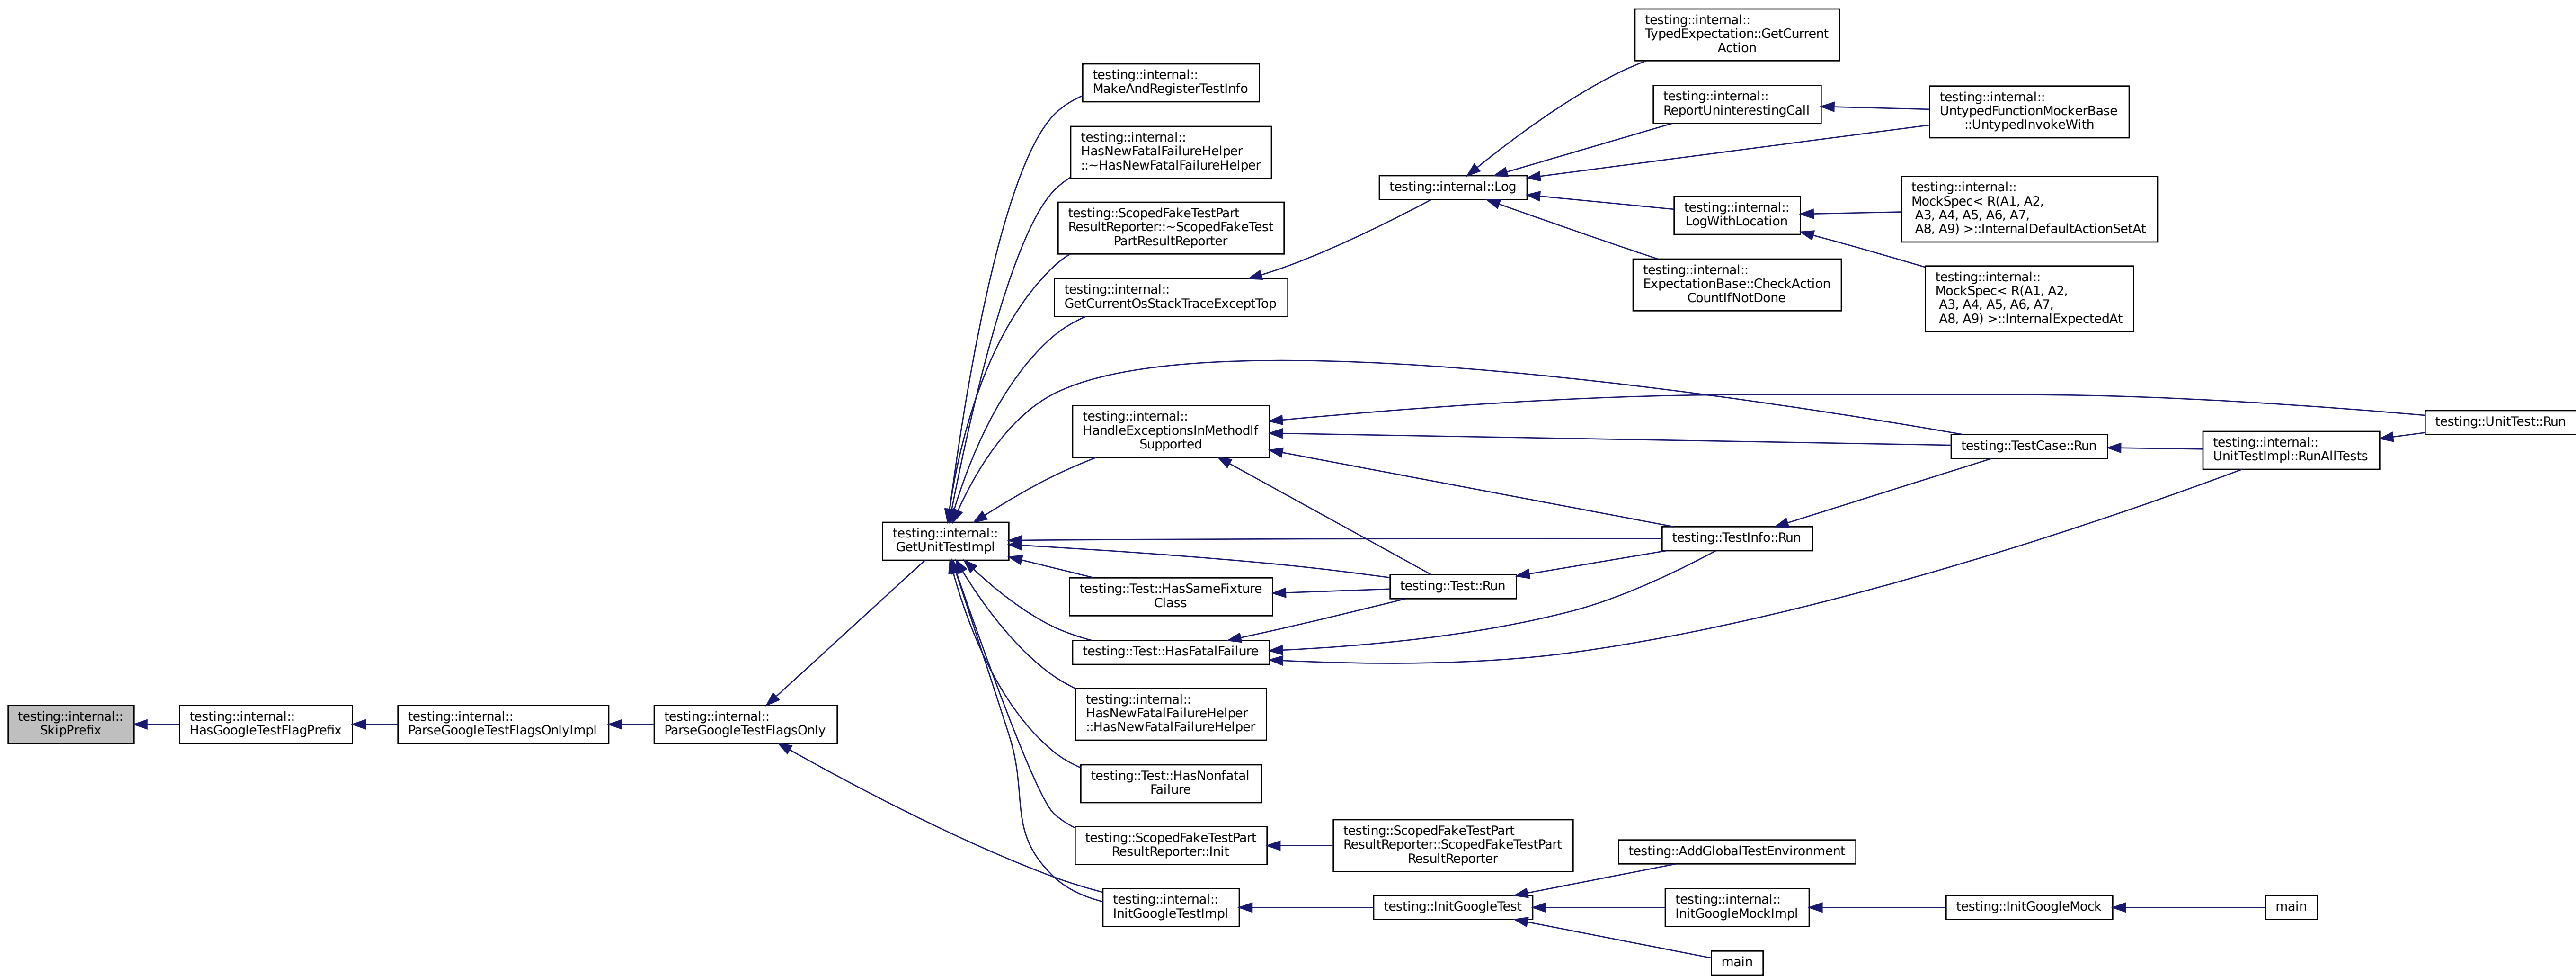 testing::internal::
TypedExpectation::GetCurrent
Action
testing::internal::
MakeAndRegisterTestInfo
testing::internal::
ReportUninterestingCall
testing::internal::
UntypedFunctionMockerBase
::UntypedInvokeWith
testing::internal::
HasNewFatalFailureHelper
::~HasNewFatalFailureHelper
testing::internal::Log
testing::internal::
MockSpec< R(A1, A2,
A3, A4, A5, A6, A7,
A8, A9) >::InternalDefaultActionSetAt
testing::internal::
LogWithLocation
testing::ScopedFakeTestPart
ResultReporter::~ScopedFakeTest
PartResultReporter
testing::internal::
ExpectationBase::CheckAction
CountIfNotDone
testing::internal::
MockSpec< R(A1, A2,
A3, A4, A5, A6, A7,
A8, A9) >::InternalExpectedAt
testing::internal::
GetCurrentOsStackTraceExceptTop
testing::internal::
HandleExceptionsInMethodIf
Supported
testing::UnitTest::Run
testing::TestCase::Run
testing::internal::
UnitTestImpl::RunAllTests
testing::internal::
GetUnitTestImpl
testing::TestInfo::Run
testing::Test::HasSameFixture
Class
testing::Test::Run
testing::Test::HasFatalFailure
testing::internal::
SkipPrefix
testing::internal::
HasGoogleTestFlagPrefix
testing::internal::
ParseGoogleTestFlagsOnlyImpl
testing::internal::
ParseGoogleTestFlagsOnly
testing::internal::
HasNewFatalFailureHelper
::HasNewFatalFailureHelper
testing::Test::HasNonfatal
Failure
testing::ScopedFakeTestPart
ResultReporter::Init
testing::ScopedFakeTestPart
ResultReporter::ScopedFakeTestPart
ResultReporter
testing::AddGlobalTestEnvironment
testing::internal::
InitGoogleTestImpl
testing::InitGoogleTest
testing::internal::
InitGoogleMockImpl
testing::InitGoogleMock
main
main